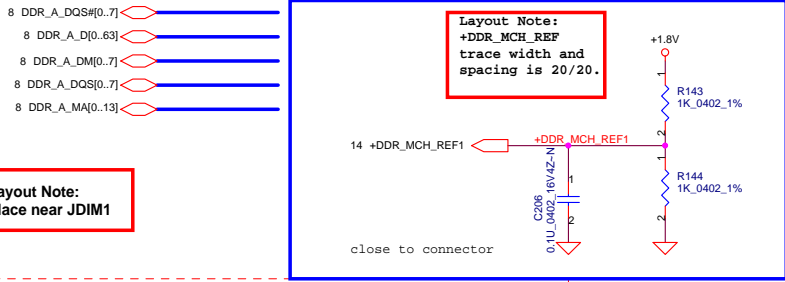 8 DDR_A_DQS#[0..7]
8 DDR_A_D[0..63]
8 DDR_A_DM[0..7]
8 DDR_A_DQS[0..7]
8 DDR_A_MA[0..13]
Layout Note:
+DDR_MCH_REF
trace width and
spacing is 20/20.
+1.8V
1
R143
1K_0402_1%
2
14 +DDR_MCH_REF1
+DDR_MCH_REF1
1
R144
1K_0402_1%
2
1
C206
0.1U_0402_16V4Z~N
2
close to connector
ayout Note:
lace near JDIM1